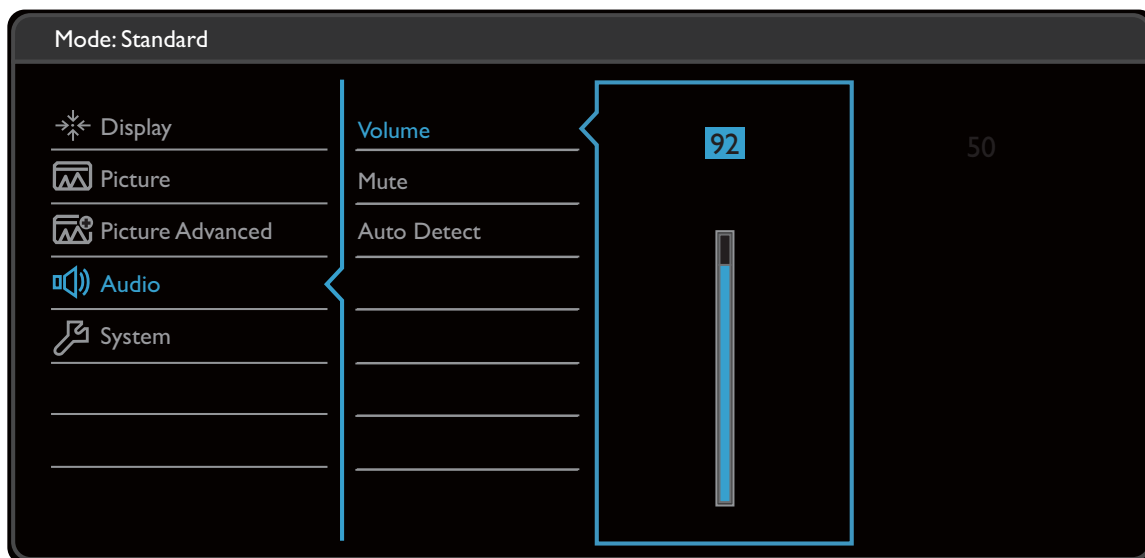 Mode: Standard
Display
Picture
Picture Advanced
Audio
System
Volume
Mute
Auto Detect
92
50